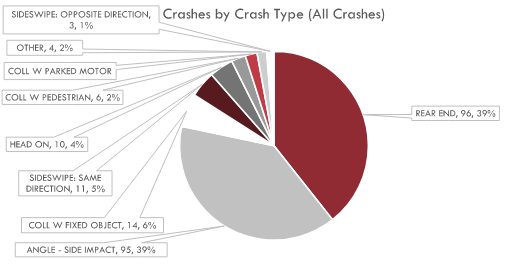 Crashes by Crash Type (All Crashes)
SIDESWIPE: OPPOSITE DIRECTION,
3, 1%
OTHER, 4, 2%
COLL W PARKED MOTOR
COLL W PEDESTRIAN, 6, 2%
HEAD ON, 10, 4%
SIDESWIPE: SAME
DIRECTION, 11, 5%
COLL W FIXED OBJECT, 14, 6%
ANGLE - SIDE IMPACT, 95, 39%
REAR END, 96, 39%